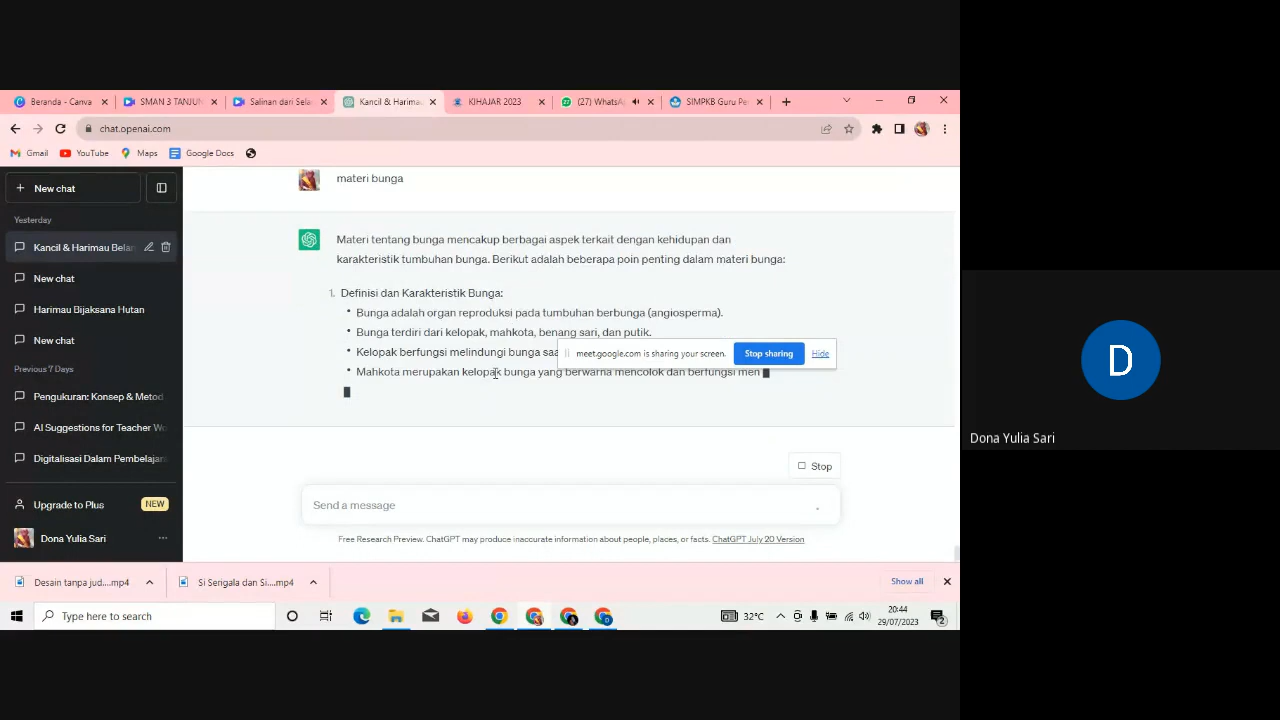 Beranda - Canva
SMAN 3 TANJUN
Salinan dari Sela
Kancil & Harima
KIHAJAR 2023
(27) WhatsA
SIMPKB Guru Pe
chat.openai.com
Gmail
YouTube
Maps
Google Docs
New chat
Yesterday
Kancil & Harimau Belar
New chat
Harimau Bijaksana Hutan
New chat
Previous 7 Days
Pengukuran: Konsep & Metod
AI Suggestions for Teacher Wo
Digitalisasi Dalam Pembelajar
Upgrade to Plus
NEW
Dona Yulia Sari
materi bunga
Materi tentang bunga mencakup berbagai aspek terkait dengan kehidupan dan
karakteristik tumbuhan bunga. Berikut adalah beberapa poin penting dalam materi bunga:
1. Definisi dan Karakteristik Bunga:
• Bunga adalah organ reproduksi pada tumbuhan berbunga (angiosperma).
• Bunga terdiri dari kelopak, mahkota, benang sari, dan putik.
• Kelopak berfungsi melindungi bunga saa
• Mahkota merupakan kelopak bunga yang berwarna mencolok dan berfungsi men
meet.google.com is sharing your screen.
Stop sharing
Hide
Stop
Send a message
Free Research Preview. ChatGPT may produce inaccurate information about people, places, or facts. ChatGPT July 20 Version
Desain tanpa jud....mp4
Si Serigala dan Si....mp4
Show all
Type here to search
32°C
20:44
29/07/2023
2
D
Dona Yulia Sari